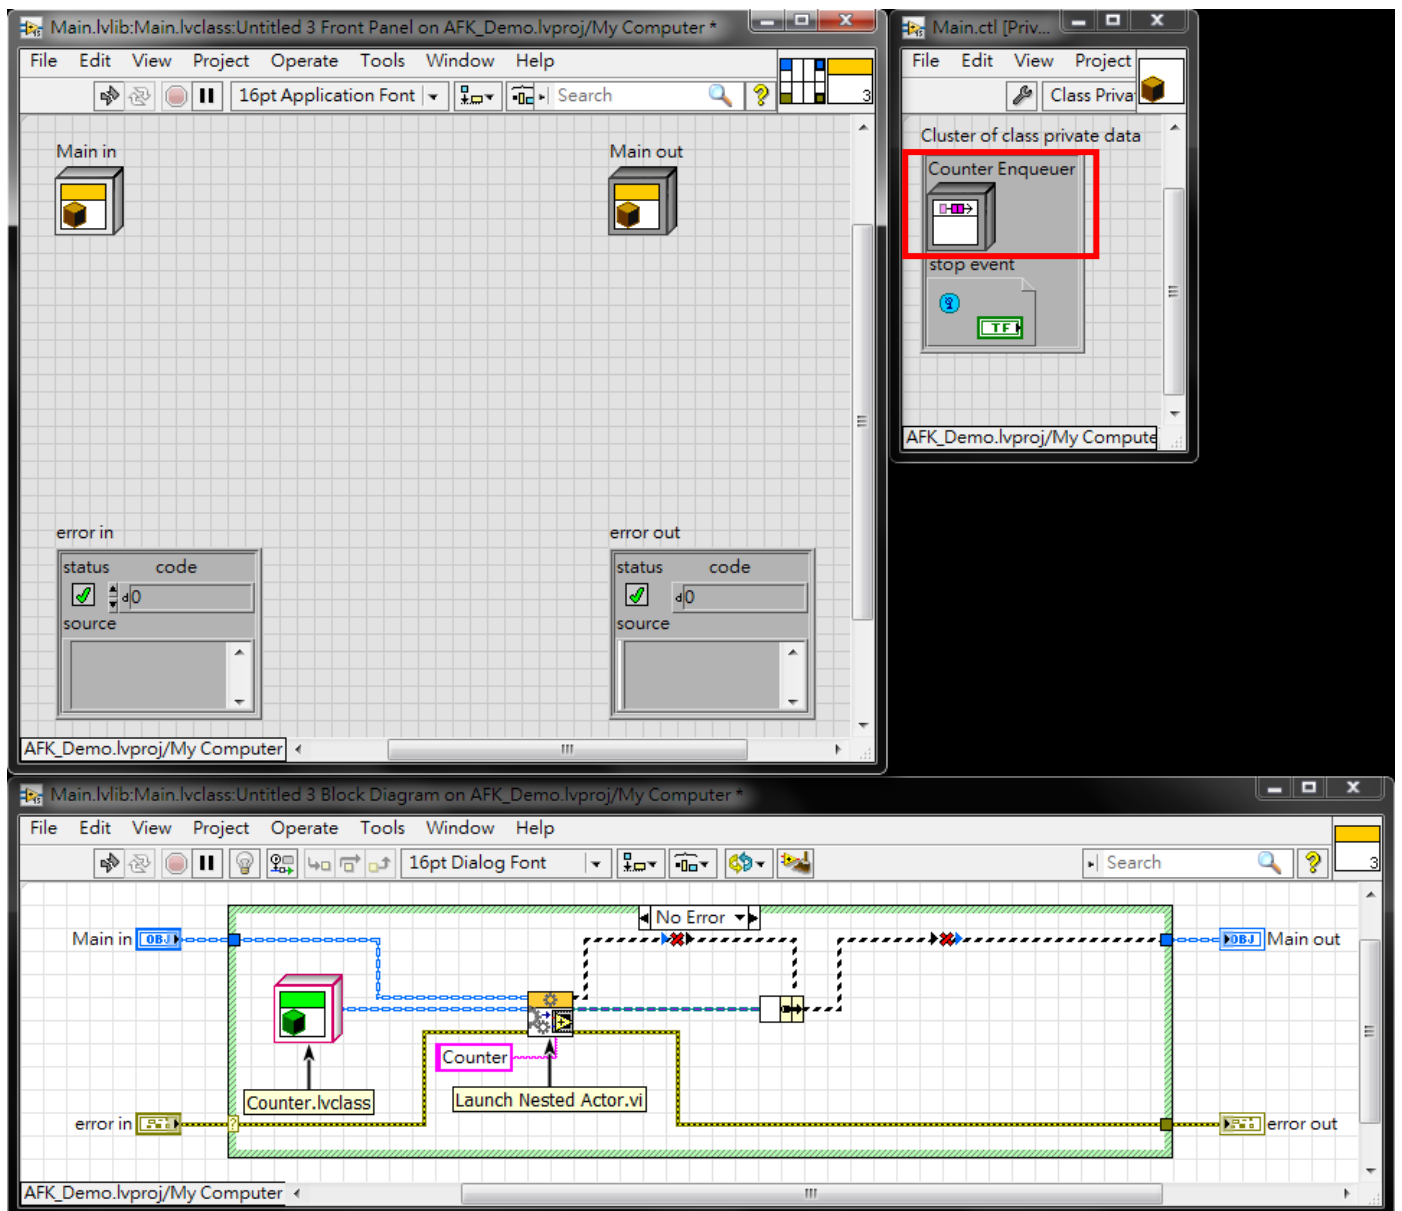 Main.lvlib:Main.lvclass:Untitled 3 Front Panel on AFK_Demo.lvproj/My Computer *
File Edit View Project Operate Tools Window Help
16pt Application Font
Search
3
Main in
Main out
error in
status code
0
source
error out
status code
0
source
AFK_Demo.lvproj/My Computer
Main.ctl [Priv...
File Edit View Project
Class Priva
Cluster of class private data
Counter Enqueuer
stop event
TF
AFK_Demo.lvproj/My Compute
Main.lvlib:Main.lvclass:Untitled 3 Block Diagram on AFK_Demo.lvproj/My Computer *
File Edit View Project Operate Tools Window Help
16pt Dialog Font
Search
3
No Error
Main in OBJ
OBJ Main out
Counter
Counter.lvclass
Launch Nested Actor.vi
error in
error out
AFK_Demo.lvproj/My Computer